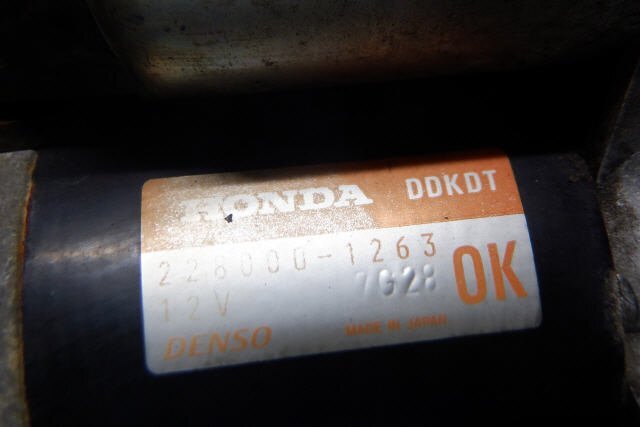 HONDA DDKDT
228000-1263
12V 7G28 OK
DENSO MADE IN JAPAN